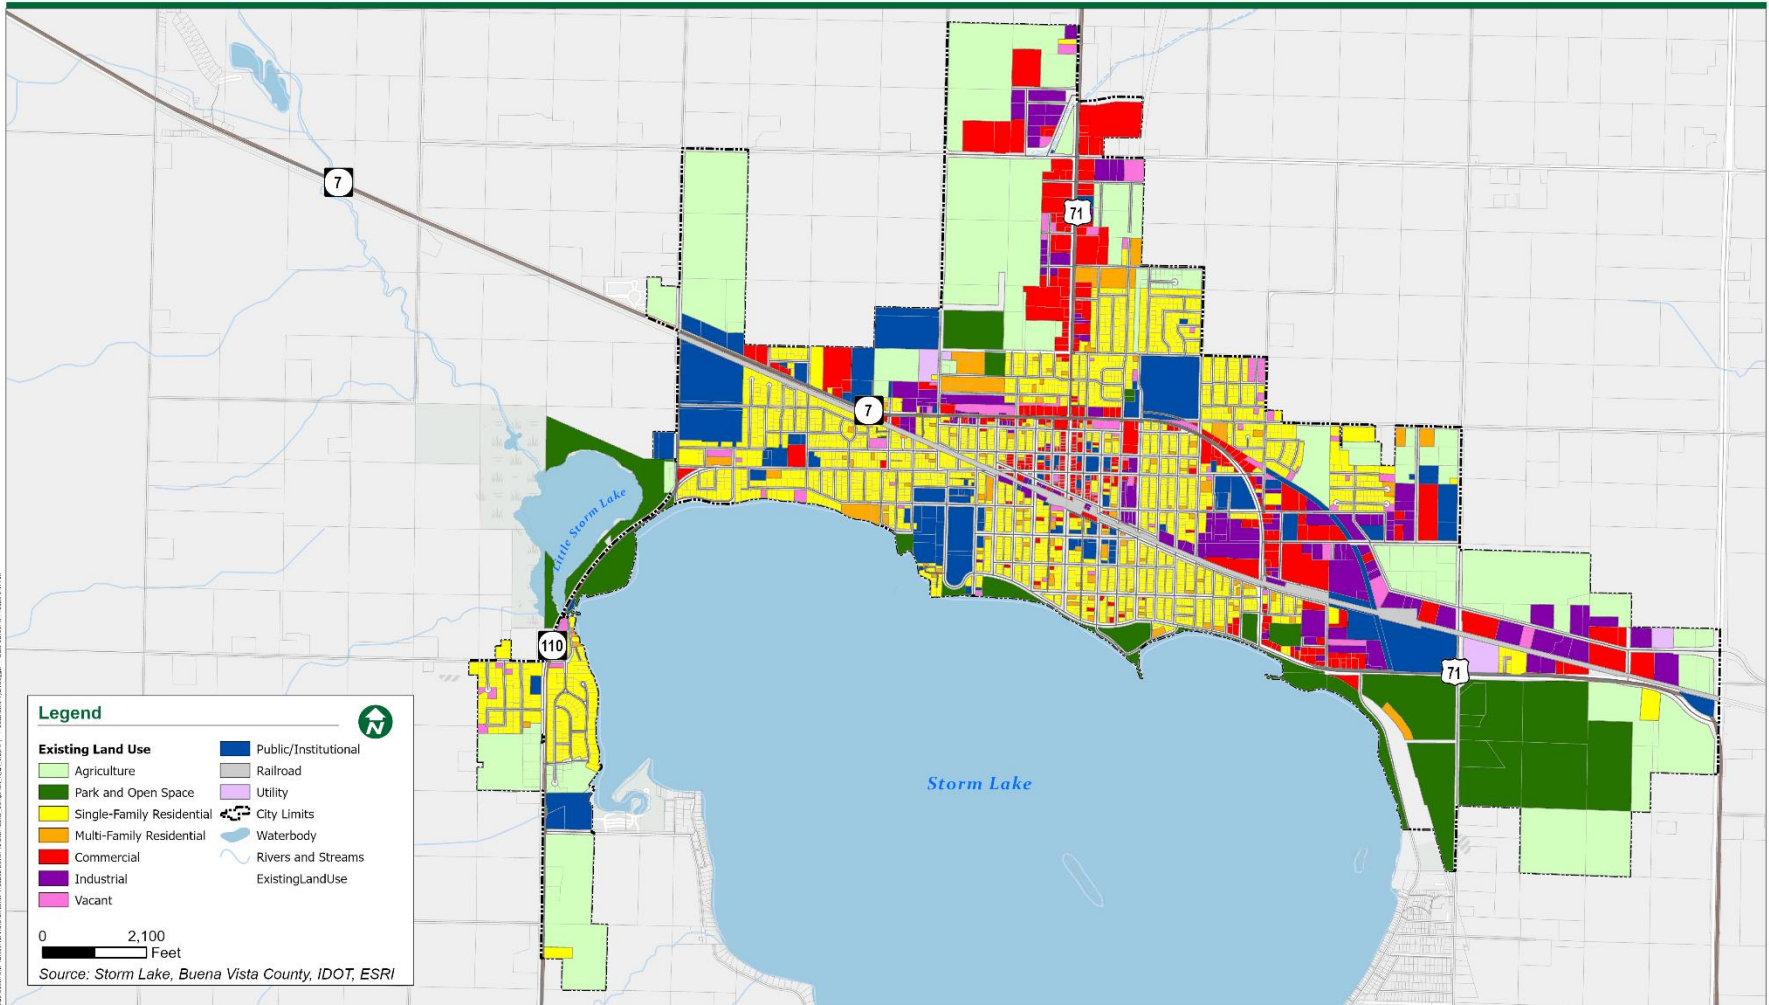 7
71
7
Little Storm Lake
110
71
Storm Lake
Legend
N
Existing Land Use
Agriculture
Park and Open Space
Single-Family Residential
Multi-Family Residential
Commercial
Industrial
Vacant
Public/Institutional
Railroad
Utility
City Limits
Waterbody
Rivers and Streams
ExistingLandUse
0 2,100
Feet
Source: Storm Lake, Buena Vista County, IDOT, ESRI